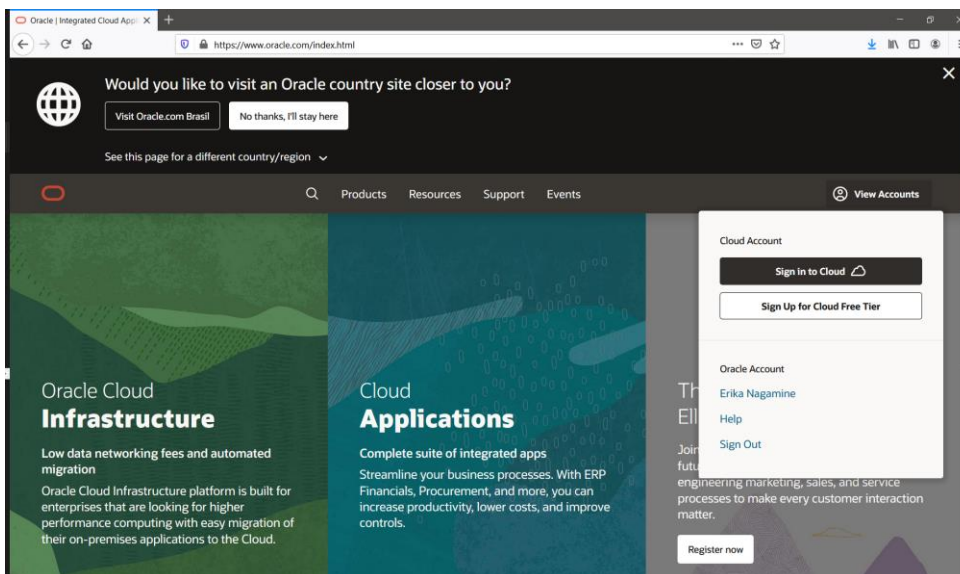 Oracle | Integrated Cloud Appl
https://www.oracle.com/index.html
Would you like to visit an Oracle country site closer to you?
Visit Oracle.com Brasil
No thanks, I'll stay here
See this page for a different country/region
Products Resources Support Events
View Accounts
Cloud Account
Sign in to Cloud
Sign Up for Cloud Free Tier
Oracle Account
Erika Nagamine
Help
Sign Out
Oracle Cloud
Infrastructure
Low data networking fees and automated
migration
Oracle Cloud Infrastructure platform is built for
enterprises that are looking for higher
performance computing with easy migration of
their on-premises applications to the Cloud.
Cloud
Applications
Complete suite of integrated apps
Streamline your business processes. With ERP
Financials, Procurement, and more, you can
increase productivity, lower costs, and improve
controls.
Th
Ell
Join
futu
engineering marketing, sales, and service
processes to make every customer interaction
matter.
Register now